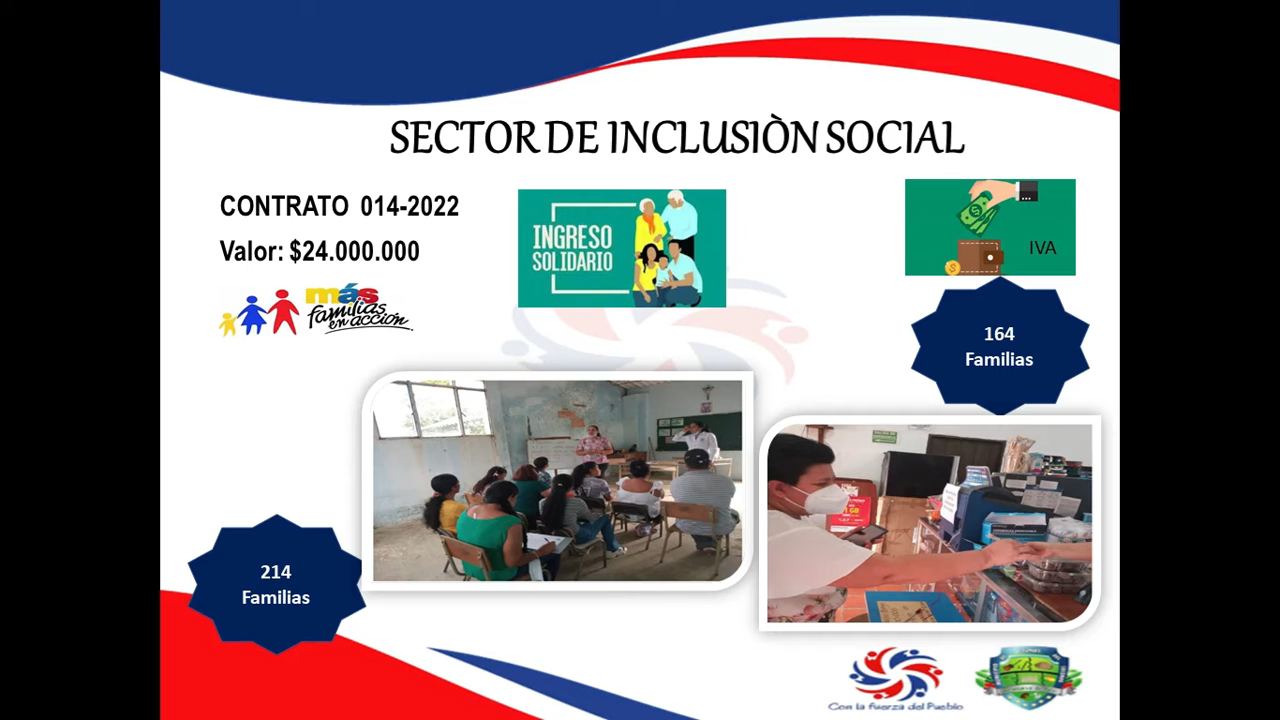 SECTOR DE INCLUSIÒN SOCIAL
CONTRATO 014-2022
Valor: $24.000.000
más
familias
en acción
INGRESO
SOLIDARIO
IVA
164
Familias
214
Familias
Con la fuerza del Pueblo